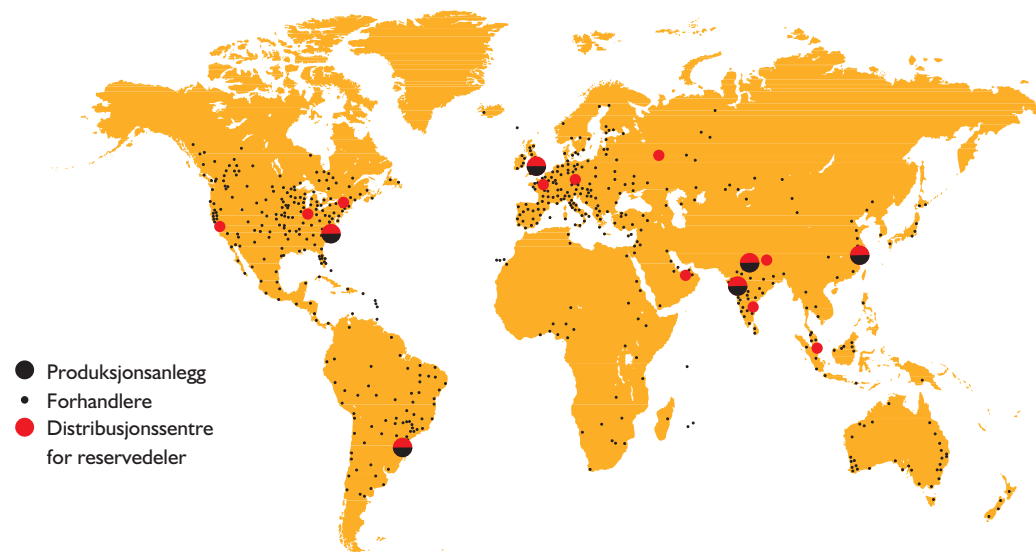 Produksjonsanlegg
Forhandlere
Distribusjonssentre
for reservedeler